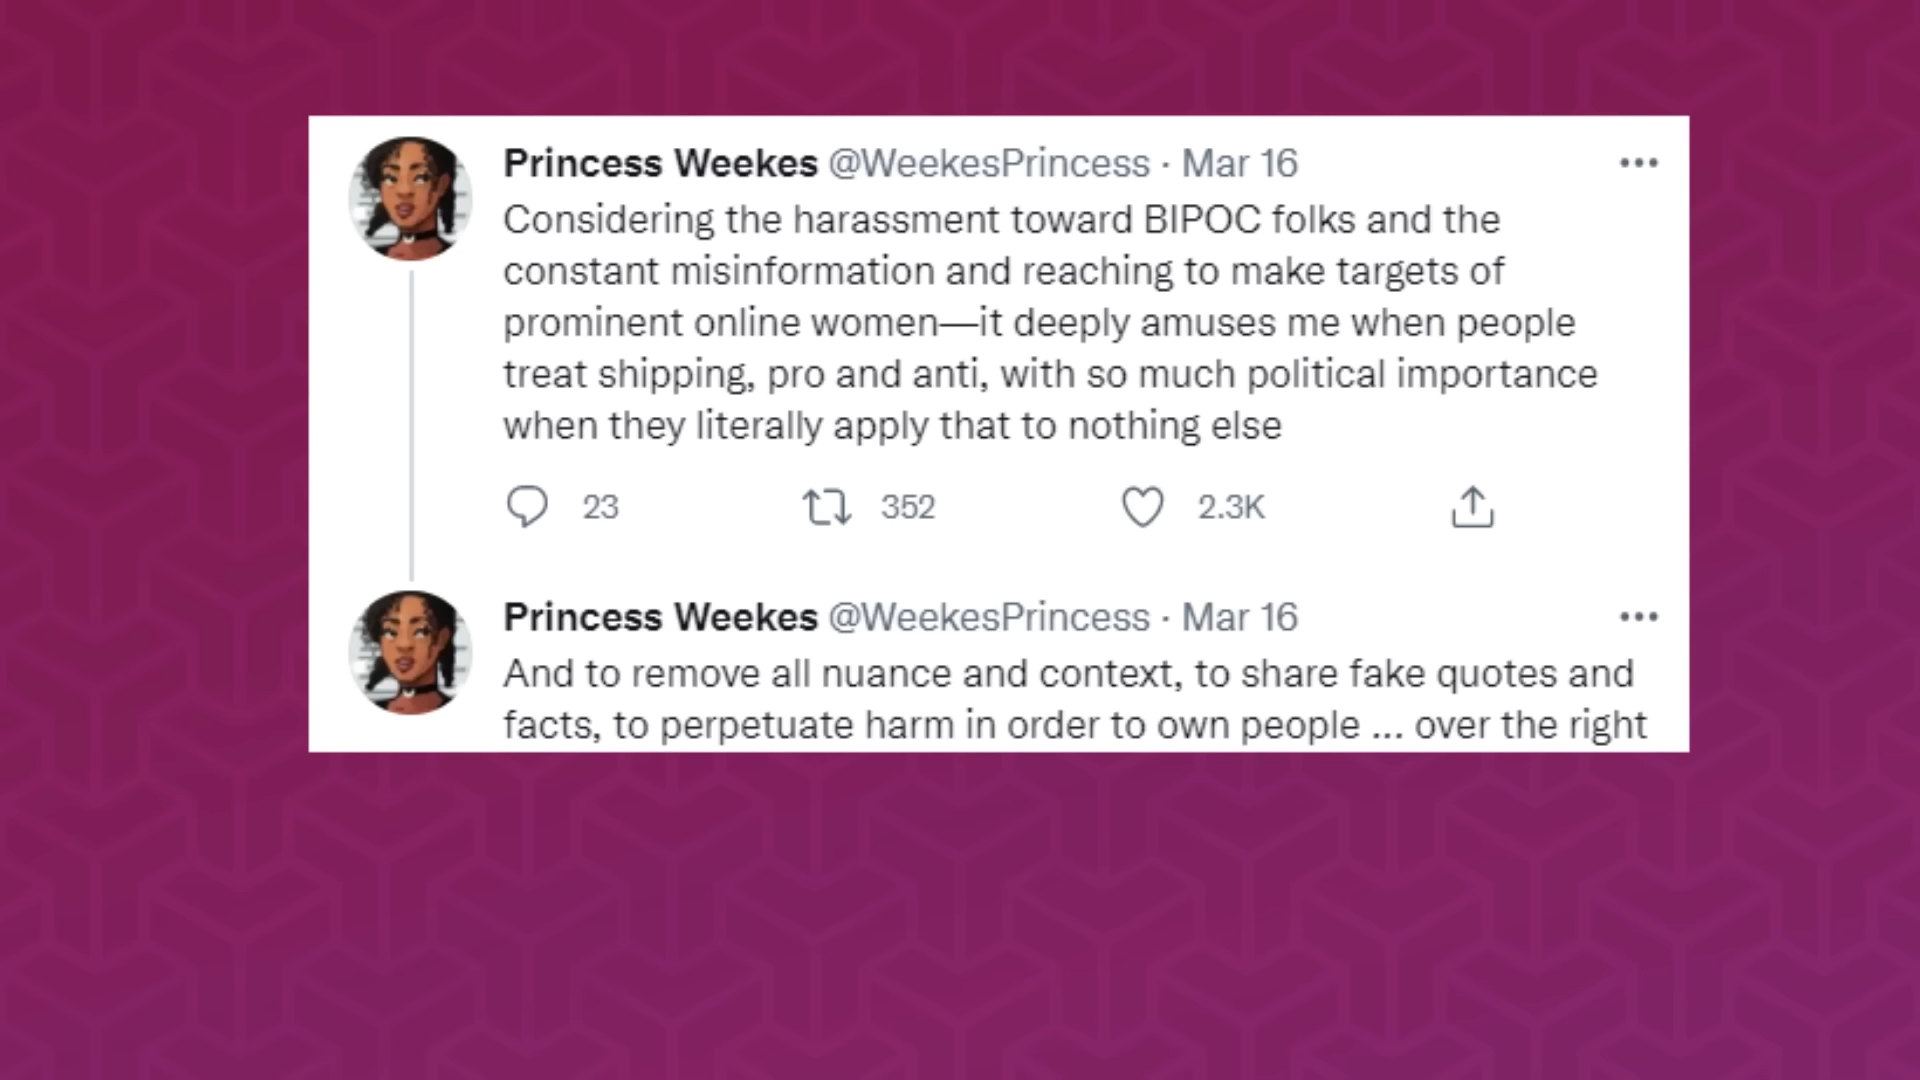 Princess Weekes @WeekesPrincess · Mar 16
Considering the harassment toward BIPOC folks and the
constant misinformation and reaching to make targets of
prominent online women—it deeply amuses me when people
treat shipping, pro and anti, with so much political importance
when they literally apply that to nothing else
23 352 2.3K
Princess Weekes @WeekesPrincess · Mar 16
And to remove all nuance and context, to share fake quotes and
facts, to perpetuate harm in order to own people ... over the right